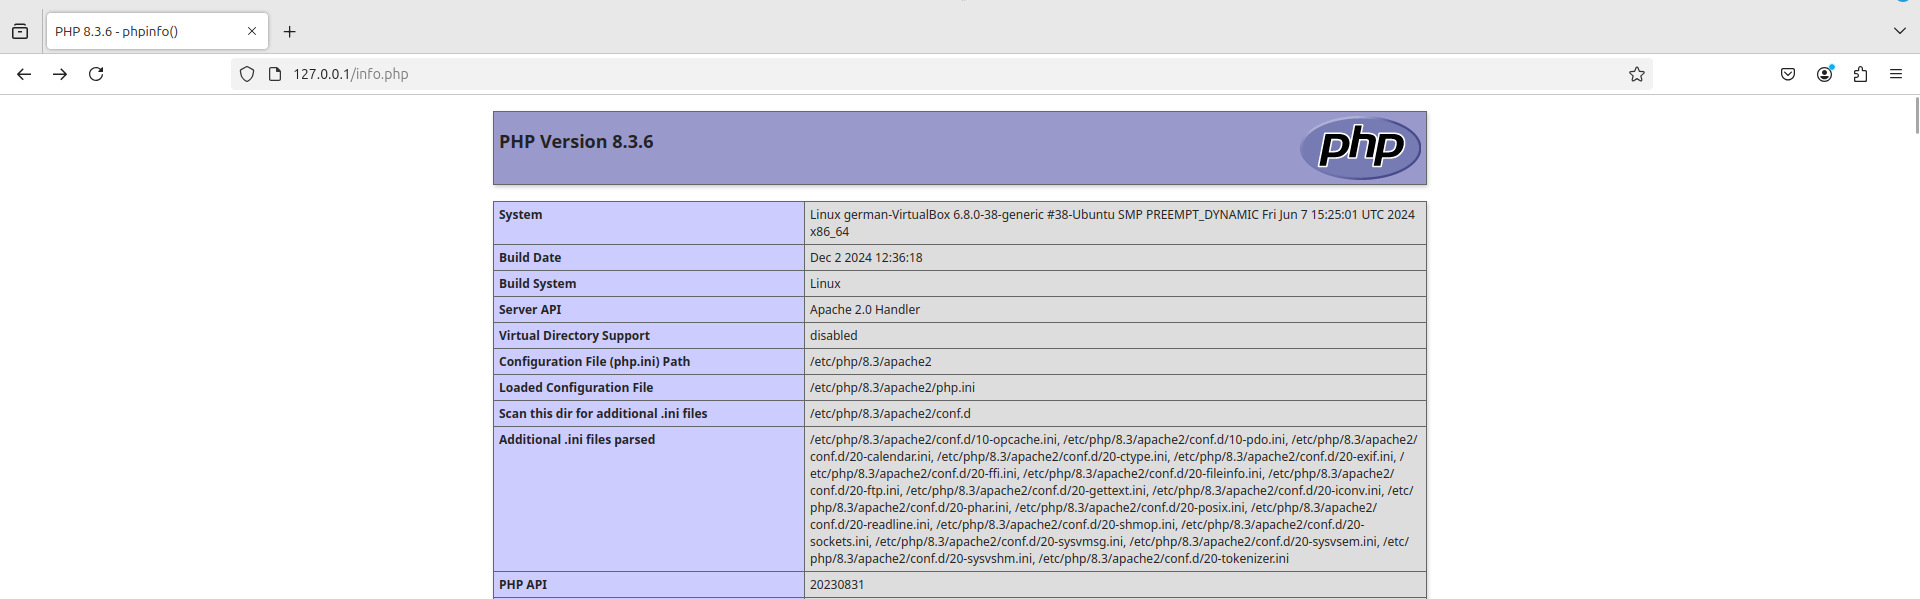 PHP 8.3.6 - phpinfo()
127.0.0.1/info.php
PHP Version 8.3.6
php
System
Linux german-VirtualBox 6.8.0-38-generic #38-Ubuntu SMP PREEMPT_DYNAMIC Fri Jun 7 15:25:01 UTC 2024
x86_64
Build Date
Dec 2 2024 12:36:18
Build System
Linux
Server API
Apache 2.0 Handler
Virtual Directory Support
disabled
Configuration File (php.ini) Path
/etc/php/8.3/apache2
Loaded Configuration File
/etc/php/8.3/apache2/php.ini
Scan this dir for additional .ini files
/etc/php/8.3/apache2/conf.d
Additional .ini files parsed
/etc/php/8.3/apache2/conf.d/10-opcache.ini, /etc/php/8.3/apache2/conf.d/10-pdo.ini, /etc/php/8.3/apache2/
conf.d/20-calendar.ini, /etc/php/8.3/apache2/conf.d/20-ctype.ini, /etc/php/8.3/apache2/conf.d/20-exif.ini, /
etc/php/8.3/apache2/conf.d/20-ffi.ini, /etc/php/8.3/apache2/conf.d/20-fileinfo.ini, /etc/php/8.3/apache2/
conf.d/20-ftp.ini, /etc/php/8.3/apache2/conf.d/20-gettext.ini, /etc/php/8.3/apache2/conf.d/20-iconv.ini, /etc/
php/8.3/apache2/conf.d/20-phar.ini, /etc/php/8.3/apache2/conf.d/20-posix.ini, /etc/php/8.3/apache2/
conf.d/20-readline.ini, /etc/php/8.3/apache2/conf.d/20-shmop.ini, /etc/php/8.3/apache2/conf.d/20-
sockets.ini, /etc/php/8.3/apache2/conf.d/20-sysvmsg.ini, /etc/php/8.3/apache2/conf.d/20-sysvsem.ini, /etc/
php/8.3/apache2/conf.d/20-sysvshm.ini, /etc/php/8.3/apache2/conf.d/20-tokenizer.ini
PHP API
20230831